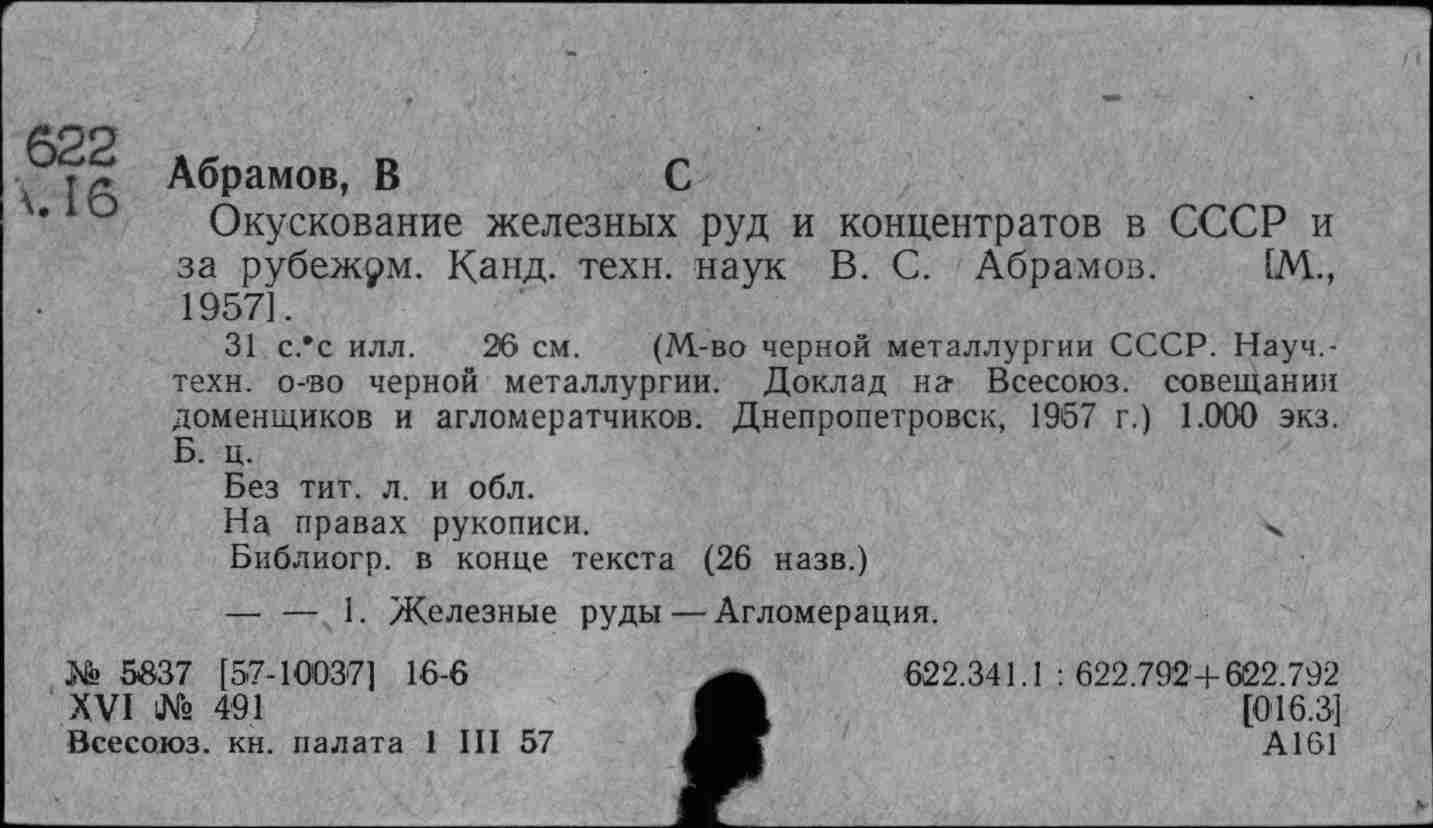 622
А.16
Абрамов, В С
Окускование железных руд и концентратов в СССР и
за рубежом. Канд. техн. наук В. С. Абрамов. [М.,
1957].
31 с. с илл. 26 см. (М-во черной металлургии СССР. Науч.-
техн. о-во черной металлургии. Доклад на Всесоюз. совещании
доменщиков и агломератчиков. Днепропетровск, 1957 г.) 1.000 экз.
Б. ц.
Без тит. л. и обл.
На правах рукописи.
Библиогр. в конце текста (26 назв.)
— — 1. Железные руды — Агломерация.
№ 5837 [57-10037] 16-6
XVI № 491
Всесоюз. кн. палата 1 III 57
622.341.1 : 622.792+622.792
[016.3]
А161